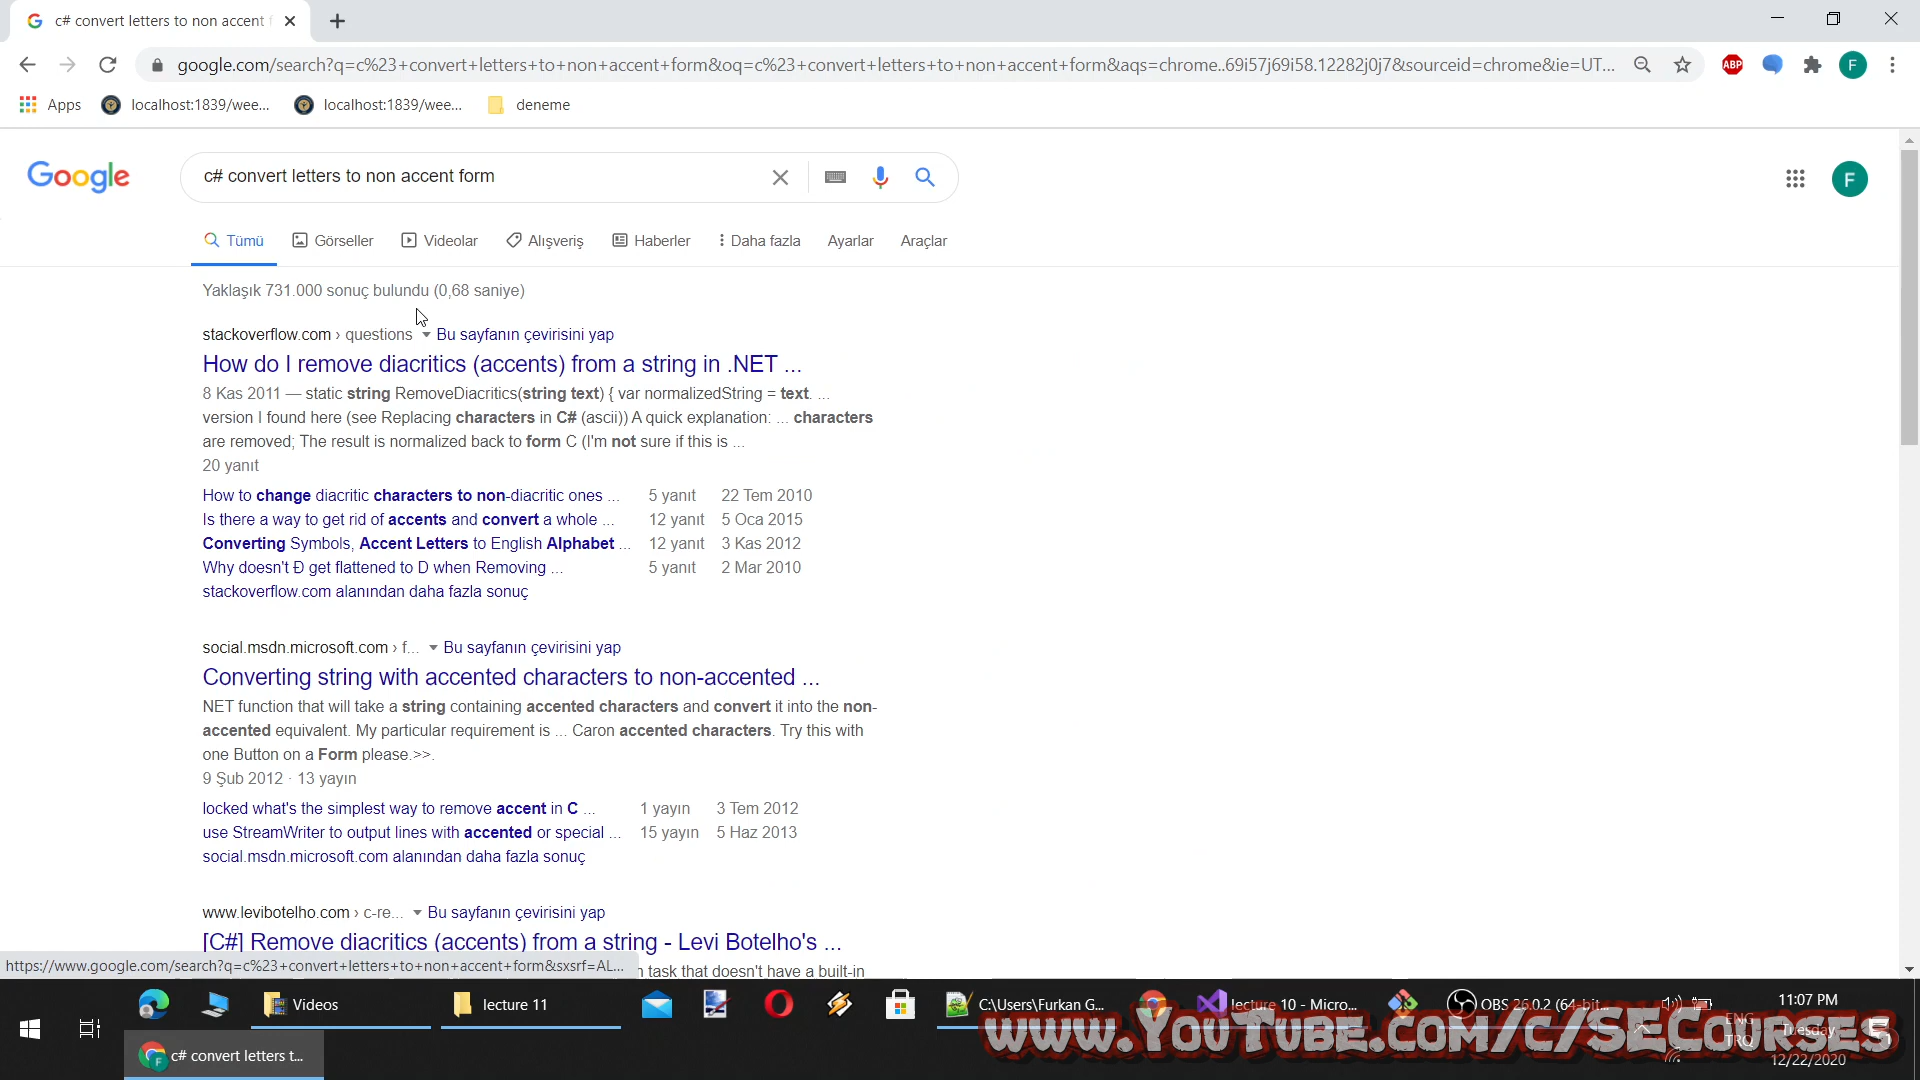 c# convert letters to non accent f
google.com/search?q=c%23+convert+letters+to+non+accent+form&oq=c%23+convert+letters+to+non+accent+form&aqs=chrome..69i57j69i58.12282j0j7&sourceid=chrome&ie=UT...
ABP
F
Apps
localhost:1839/wee...
localhost:1839/wee...
deneme
Google
c# convert letters to non accent form
F
Tümü
Görseller
Videolar
Alışveriş
Haberler
Daha fazla
Ayarlar
Araçlar
Yaklaşık 731.000 sonuç bulundu (0,68 saniye)
stackoverflow.com › questions Bu sayfanın çevirisini yap
How do I remove diacritics (accents) from a string in .NET ...
8 Kas 2011 — static string RemoveDiacritics(string text) { var normalizedString = text. ...
version I found here (see Replacing characters in C# (ascii)) A quick explanation: ... characters
are removed; The result is normalized back to form C (I'm not sure if this is ...
20 yanıt
How to change diacritic characters to non-diacritic ones ... 5 yanıt 22 Tem 2010
Is there a way to get rid of accents and convert a whole ... 12 yanıt 5 Oca 2015
Converting Symbols, Accent Letters to English Alphabet ... 12 yanıt 3 Kas 2012
Why doesn't Đ get flattened to D when Removing ... 5 yanıt 2 Mar 2010
stackoverflow.com alanından daha fazla sonuç
social.msdn.microsoft.com › f... Bu sayfanın çevirisini yap
Converting string with accented characters to non-accented ...
NET function that will take a string containing accented characters and convert it into the non-
accented equivalent. My particular requirement is ... Caron accented characters. Try this with
one Button on a Form please.>>.
9 Şub 2012 · 13 yayın
locked what's the simplest way to remove accent in C ... 1 yayın 3 Tem 2012
use StreamWriter to output lines with accented or special ... 15 yayın 5 Haz 2013
social.msdn.microsoft.com alanından daha fazla sonuç
www.levibotelho.com › c-re... Bu sayfanın çevirisini yap
[C#] Remove diacritics (accents) from a string - Levi Botelho's ...
task that doesn't have a built-in
https://www.google.com/search?q=c%23+convert+letters+to+non+accent+form&sxsrf=AL...
Videos
lecture 11
C:\Users\Furkan G...
lecture 10 - Micro...
OBS 26.0.2 (64-bit...
11:07 PM
ENG
TRQ
Tuesday
12/22/2020
F
c# convert letters t...
www.YouTube.com/c/SECourses